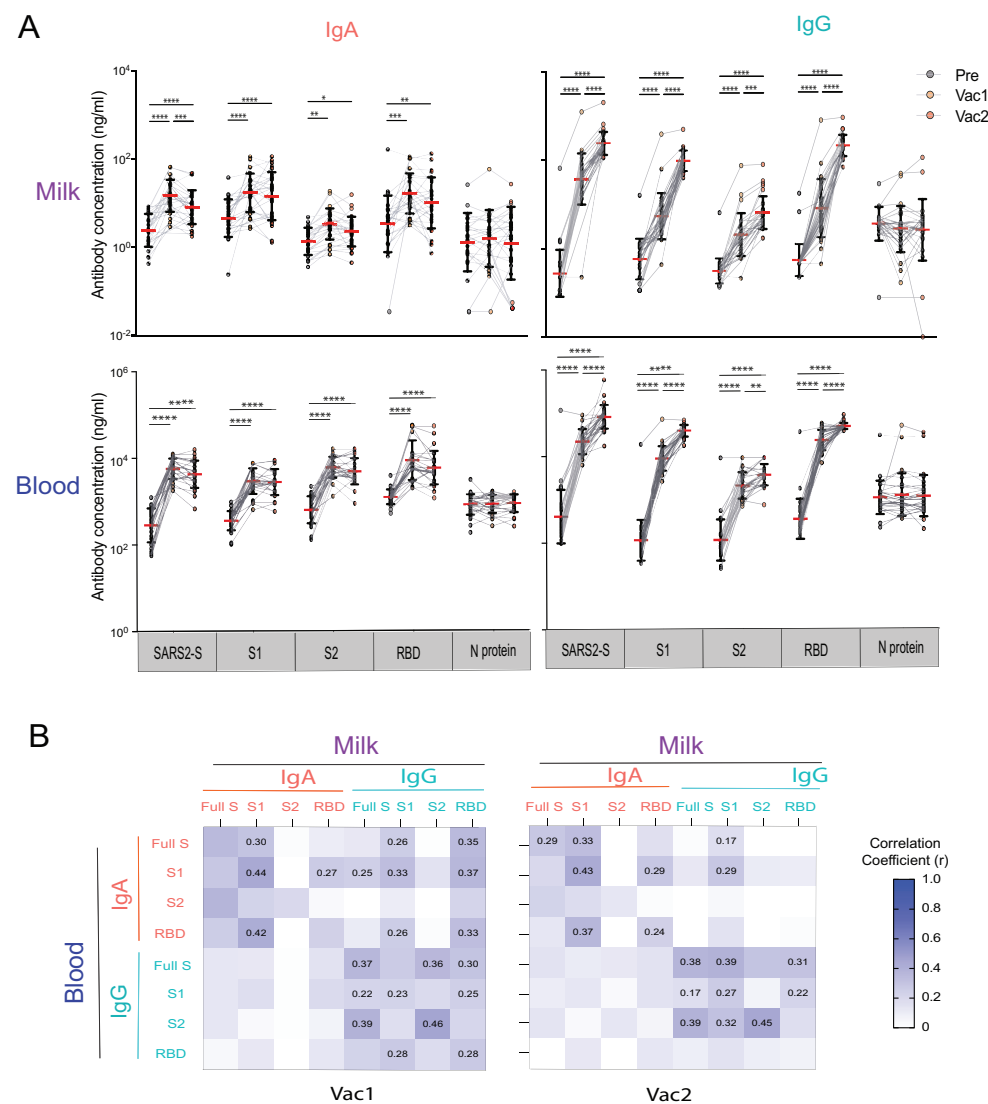 A
IgA
IgG
Pre
Vac1
Vac2
Milk
Antibody concentration (ng/ml)
10^4
10^2
10^0
10^-2
**** **** ***
**** ****
* **
** ***
**** **** ****
**** **** ****
**** **** ***
**** **** ****
Blood
Antibody concentration (ng/ml)
10^6
10^4
10^2
10^0
**** ****
**** ****
**** ****
**** ****
**** **** ****
**** **** ****
**** **** **
**** **** ****
SARS2-S S1 S2 RBD N protein
SARS2-S S1 S2 RBD N protein
B
Milk
IgA IgG
Full S S1 S2 RBD Full S S1 S2 RBD
Milk
IgA IgG
Full S S1 S2 RBD Full S S1 S2 RBD
Blood
IgA
IgG
Full S 0.30 0.26 0.35
S1 0.44 0.27 0.25 0.33 0.37
S2
RBD 0.42 0.26 0.33
Full S 0.37 0.36 0.30
S1 0.22 0.23 0.25
S2 0.39 0.46
RBD 0.28 0.28
Vac1
0.29 0.33 0.17
0.43 0.29 0.29
0.37 0.24
0.38 0.39 0.31
0.17 0.27 0.22
0.39 0.32 0.45
Vac2
Correlation
Coefficient (r)
1.0
0.8
0.6
0.4
0.2
0